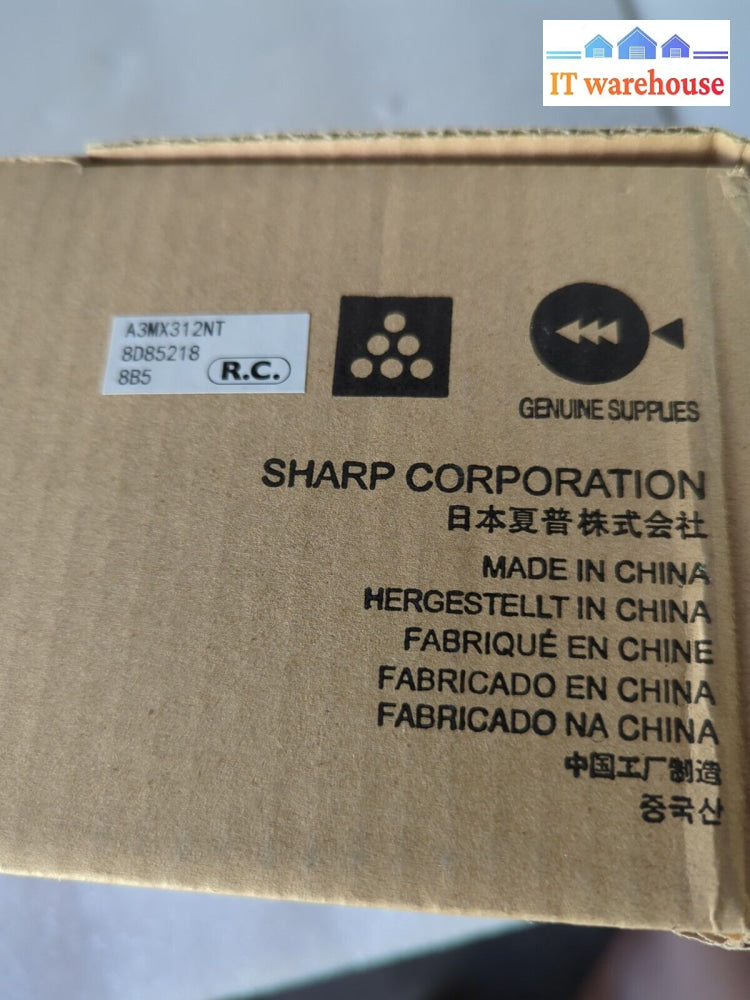 IT warehouse
A3MX312NT
8D85218
8B5
R.C.
GENUINE SUPPLIES
SHARP CORPORATION
日本夏普株式会社
MADE IN CHINA
HERGESTELLT IN CHINA
FABRIQUÉ EN CHINE
FABRICADO EN CHINA
FABRICADO NA CHINA
中国工厂制造
중국산